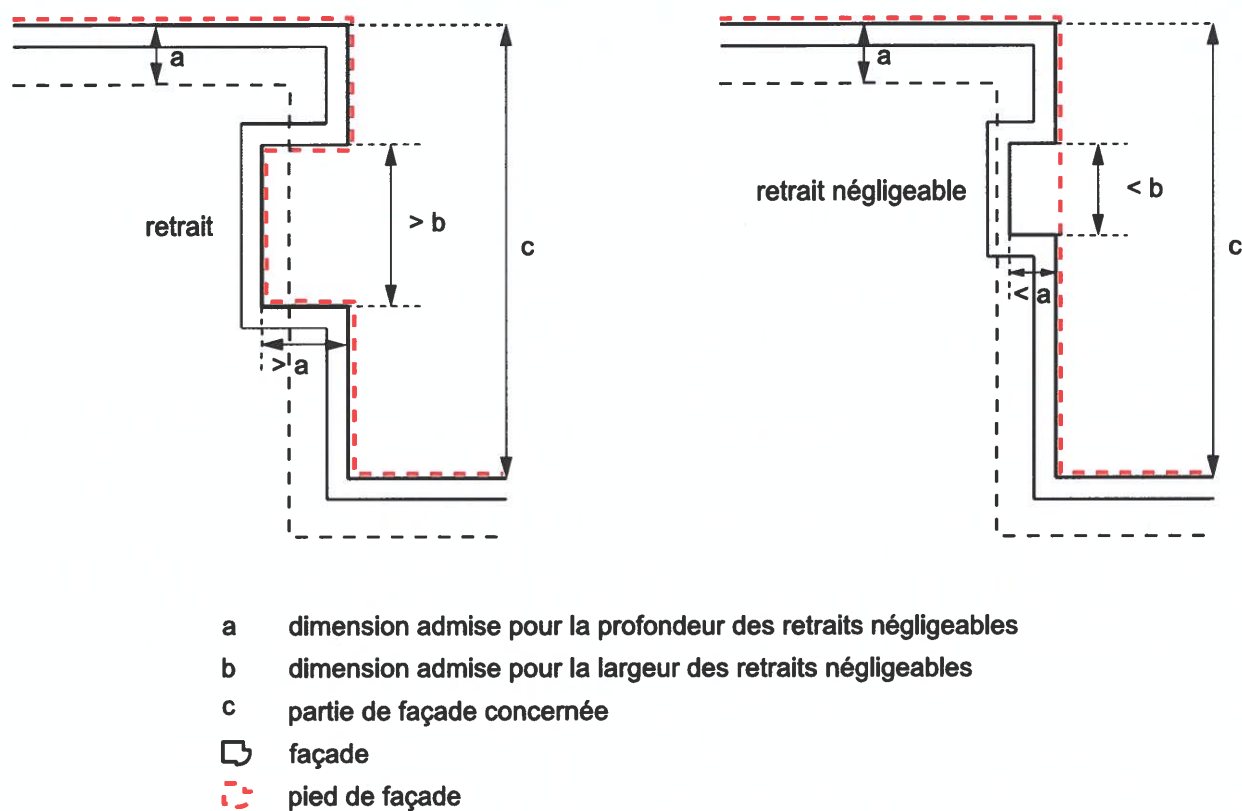 a
retrait
> b
c
> a
a
retrait négligeable
< b
c
< a
a dimension admise pour la profondeur des retraits négligeables
b dimension admise pour la largeur des retraits négligeables
c partie de façade concernée
façade
pied de façade